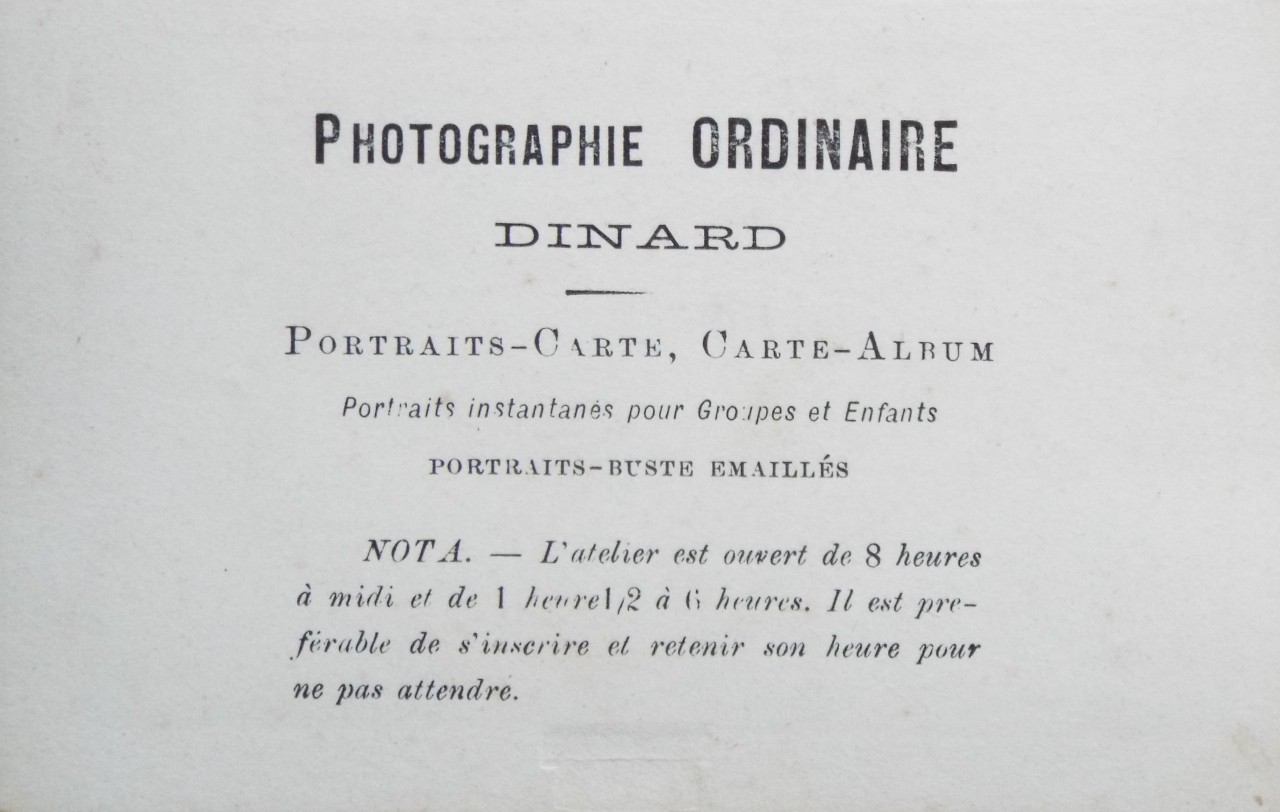 PHOTOGRAPHIE ORDINAIRE
DINARD
PORTRAITS-CARTE, CARTE-ALBUM
Portraits instantanés pour Groupes et Enfants
PORTRAITS-BUSTE EMAILLÉS
NOTA. — L'atelier est ouvert de 8 heures
à midi et de 1 heure 1/2 à 6 heures. Il est pre-
férable de s'inscrire et retenir son heure pour
ne pas attendre.